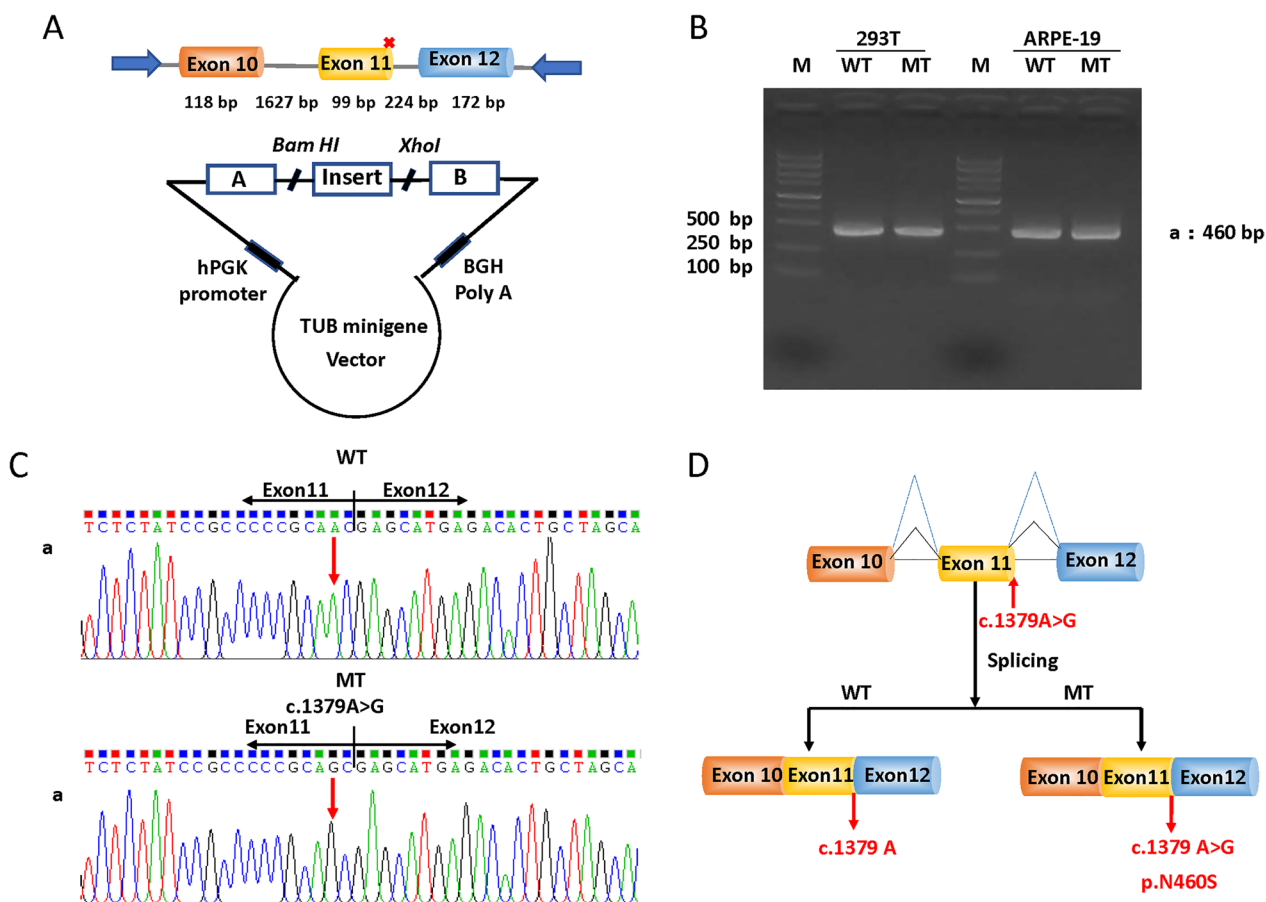 A
Exon 10
Exon 11
Exon 12
118 bp 1627 bp 99 bp 224 bp 172 bp
Bam HI
XhoI
A
Insert
B
hPGK
promoter
BGH
Poly A
TUB minigene
Vector
B
293T
ARPE-19
M WT MT M WT MT
500 bp
250 bp
100 bp
a : 460 bp
C
WT
Exon11
Exon12
TCTCTATCCGCCCCCGCAACGAGCATGAGACACTGCTAGCA
a
MT
c.1379A>G
Exon11
Exon12
TCTCTATCCGCCCCCGCAGCGAGCATGAGACACTGCTAGCA
a
D
Exon 10
Exon 11
Exon 12
c.1379A>G
Splicing
WT
MT
Exon 10 Exon11 Exon12
Exon 10 Exon11 Exon12
c.1379 A
c.1379 A>G
p.N460S